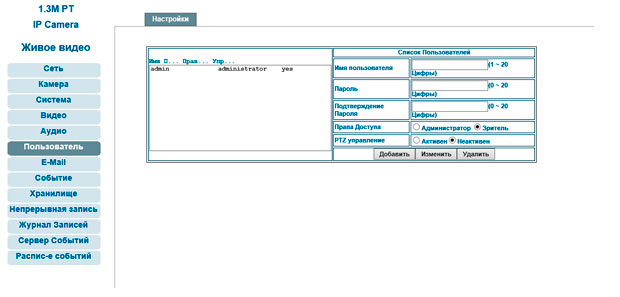 1.3M PT
IP Camera
Живое видео
Сеть
Камера
Система
Видео
Аудио
Пользователь
E-Mail
Событие
Хранилище
Непрерывная запись
Журнал Записей
Сервер Событий
Распис-е событий
Настройки
Имя П... Прав... Упр...
admin administrator yes
Список Пользователей
Имя пользователя (1 ~ 20
Цифры)
Пароль (0 ~ 20
Цифры)
Подтверждение (0 ~ 20
Пароля Цифры)
Права Доступа Администратор Зритель
PTZ управление Активен Неактивен
Добавить Изменить Удалить